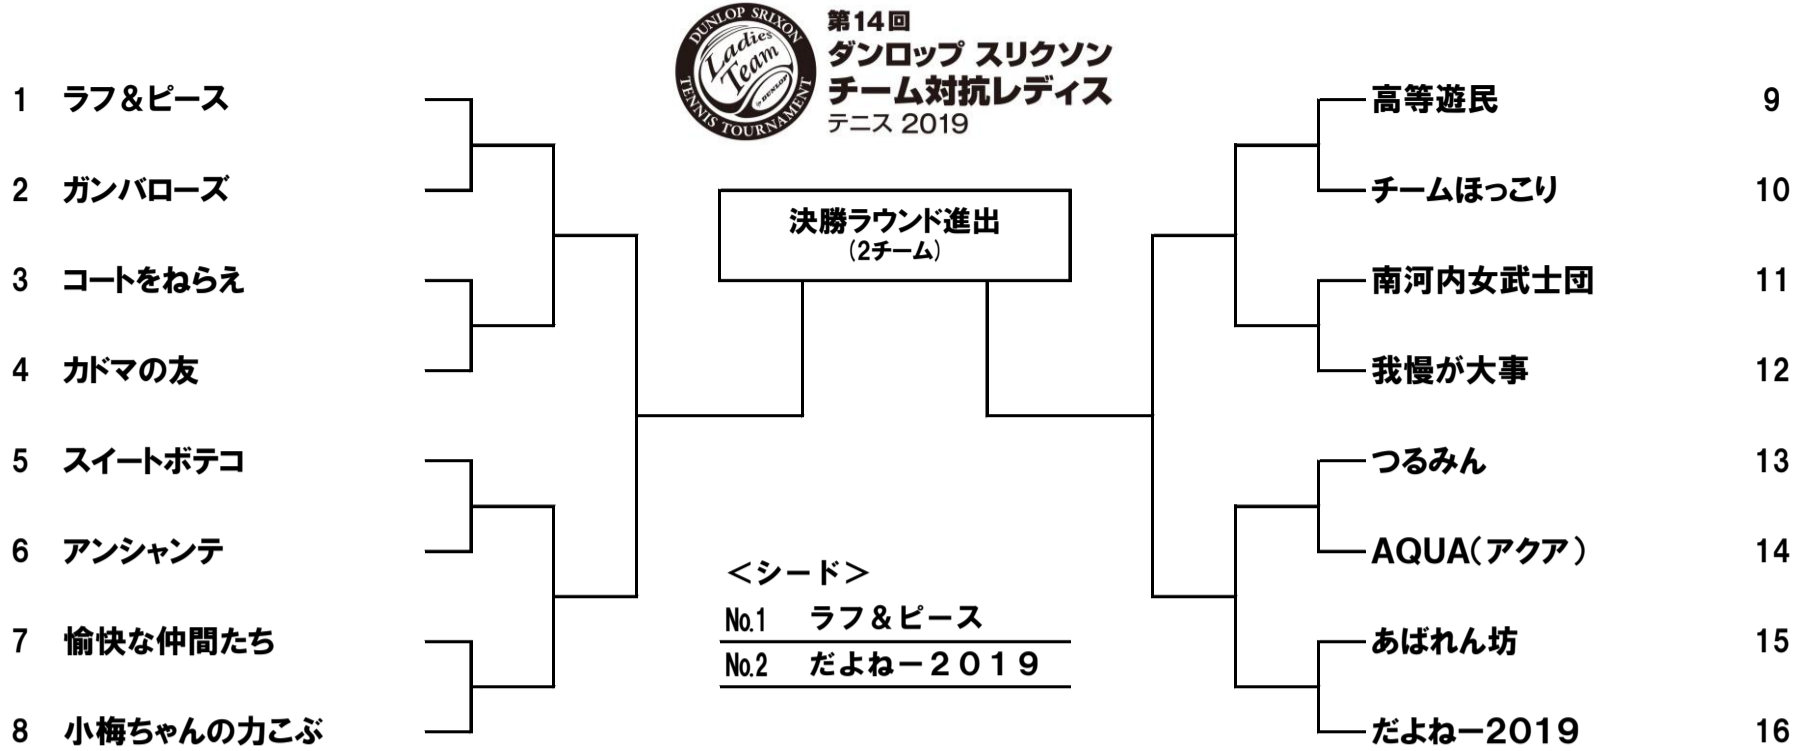 DUNLOP SRIXON
Ladies
Team
by DUNLOP
TENNIS TOURNAMENT
第14回
ダンロップ スリクソン
チーム対抗レディス
テニス 2019
1 ラフ&ピース
2 ガンバローズ
3 コートをねらえ
4 カドマの友
5 スイートボテコ
6 アンシャンテ
7 愉快な仲間たち
8 小梅ちゃんの力こぶ
決勝ラウンド進出
(2チーム)
<シード>
No.1 ラフ&ピース
No.2 だよねー2019
高等遊民 9
チームほっこり 10
南河内女武士団 11
我慢が大事 12
つるみん 13
AQUA(アクア) 14
あばれん坊 15
だよねー2019 16